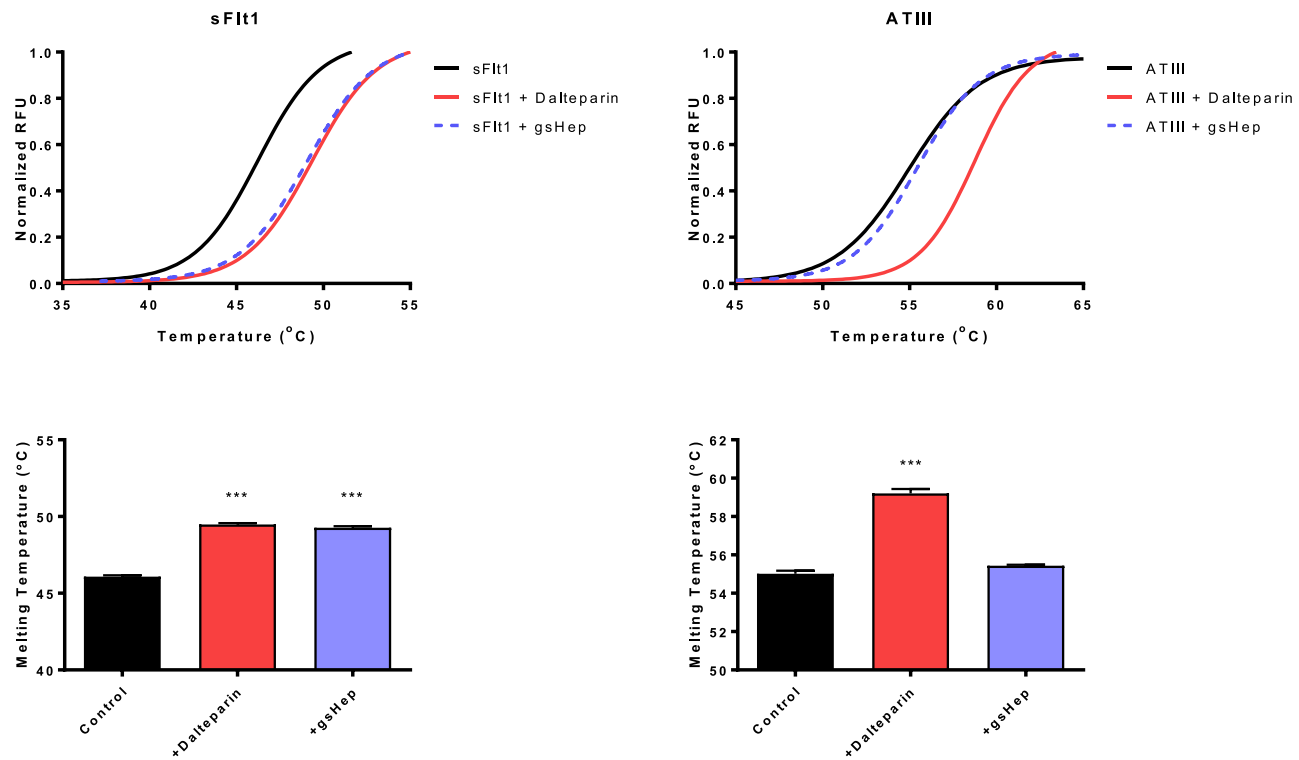 sFlt1
1.0
0.8
0.6
0.4
0.2
0.0
Normalized RFU
35
40
45
50
55
Temperature (°C)
sFlt1
sFlt1 + Dalteparin
sFlt1 + gsHep
ATIII
1.0
0.8
0.6
0.4
0.2
0.0
Normalized RFU
45
50
55
60
65
Temperature (°C)
ATIII
ATIII + Dalteparin
ATIII + gsHep
55
50
45
40
Melting Temperature (°C)
***
***
Control
+Dalteparin
+gsHep
62
60
58
56
54
52
50
Melting Temperature (°C)
***
Control
+Dalteparin
+gsHep